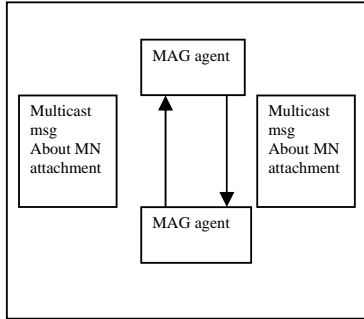 MAG agent
Multicast
msg
About MN
attachment
Multicast
msg
About MN
attachment
MAG agent